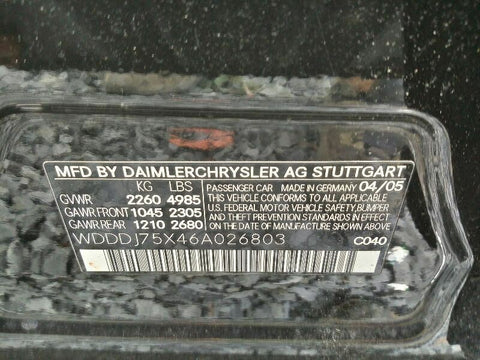 MFD BY DAIMLERCHRYSLER AG STUTTGART
KG LBS PASSENGER CAR MADE IN GERMANY 04/05
GVWR 2260 4985 THIS VEHICLE CONFORMS TO ALL APPLICABLE
GAWR FRONT 1045 2305 U.S. FEDERAL MOTOR VEHICLE SAFETY, BUMPER,
GAWR REAR 1210 2680 AND THEFT PREVENTION STANDARDS IN
EFFECT ON THE DATE OF MANUFACTURE SHOWN ABOVE
WDDDJ75X46A026803 C040